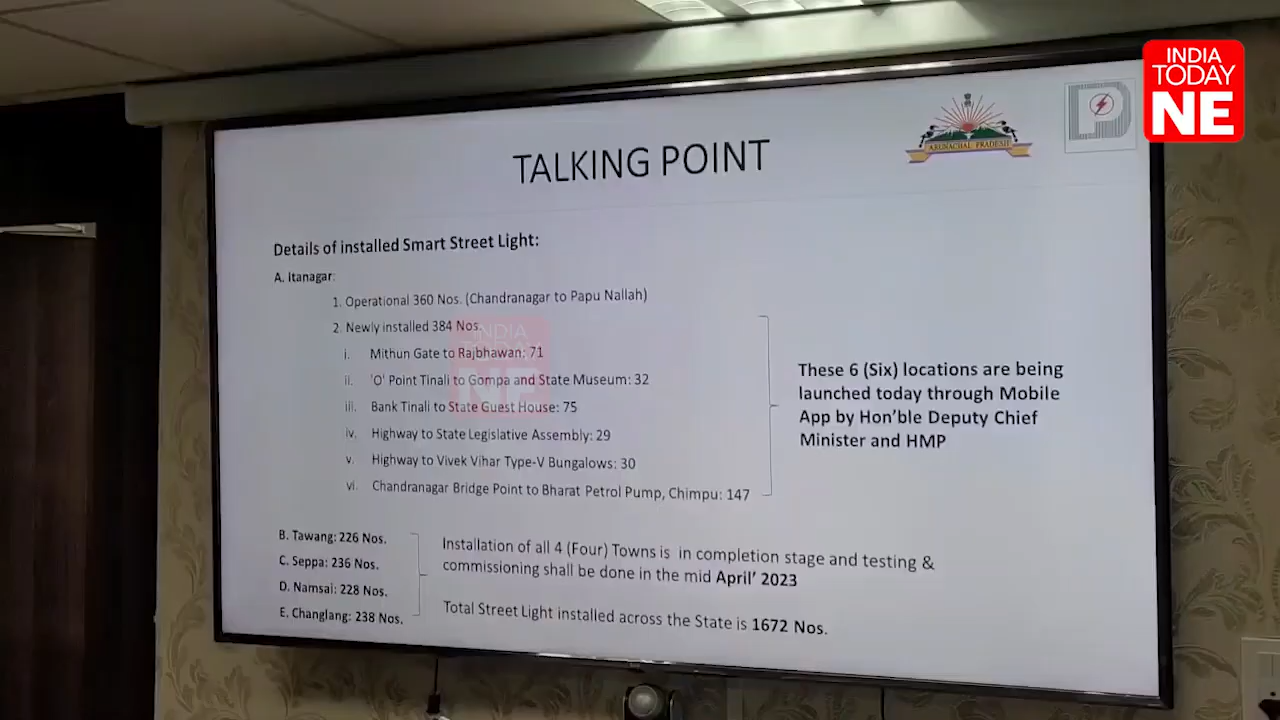 INDIA
TODAY
NE
ARUNACHAL PRADESH
TALKING POINT
Details of installed Smart Street Light:
A. Itanagar:
1. Operational 360 Nos. (Chandranagar to Papu Nallah)
2. Newly installed 384 Nos.
i. Mithun Gate to Rajbhawan: 71
ii. 'O' Point Tinali to Gompa and State Museum: 32
iii. Bank Tinali to State Guest House: 75
iv. Highway to State Legislative Assembly: 29
v. Highway to Vivek Vihar Type-V Bungalows: 30
vi. Chandranagar Bridge Point to Bharat Petrol Pump, Chimpu: 147
These 6 (Six) locations are being
launched today through Mobile
App by Hon'ble Deputy Chief
Minister and HMP
B. Tawang: 226 Nos.
C. Seppa: 236 Nos.
D. Namsai: 228 Nos.
E. Changlang: 238 Nos.
Installation of all 4 (Four) Towns is in completion stage and testing &
commissioning shall be done in the mid April' 2023
Total Street Light installed across the State is 1672 Nos.
INDIA
TODAY
NE